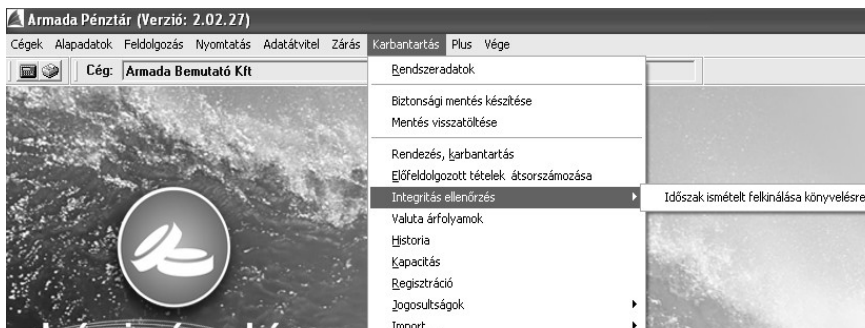 Armada Pénztár (Verzió: 2.02.27)
Cégek Alapadatok Feldolgozás Nyomtatás Adatátvitel Zárás Karbantartás Plus Vége
Cég: Armada Bemutató Kft
Rendszeradatok
Biztonsági mentés készítése
Mentés visszatöltése
Rendezés, karbantartás
Előfeldolgozott tételek átsorszámozása
Integritás ellenőrzés
Időszak ismételt felkinálása könyvelésre
Valuta árfolyamok
Historia
Kapacitás
Regisztráció
Jogosultságok
Import